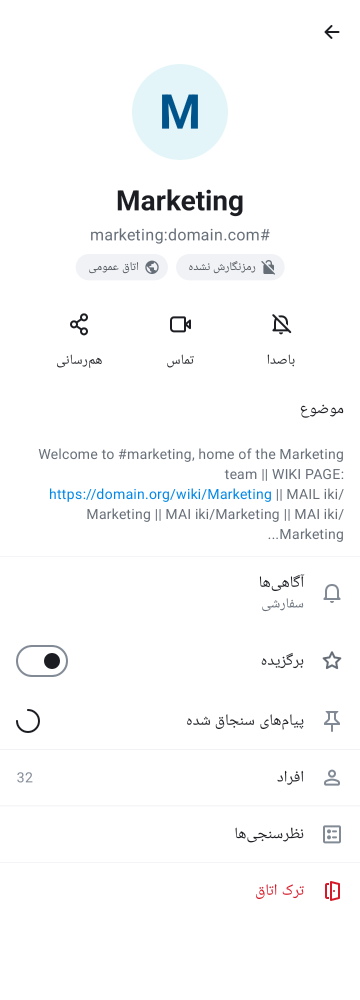 M
Marketing
#marketing:domain.com
رمزنگارش نشده
اتاق عمومی
باصدا
تماس
هم‌رسانی
موضوع
Welcome to #marketing, home of the Marketing
team || WIKI PAGE:
https://domain.org/wiki/Marketing || MAIL iki/
Marketing || MAI iki/Marketing || MAI iki/
Marketing...
آگاهی‌ها
سفارشی
برگزیده
پیام‌های سنجاق شده
افراد
32
نظرسنجی‌ها
ترک اتاق